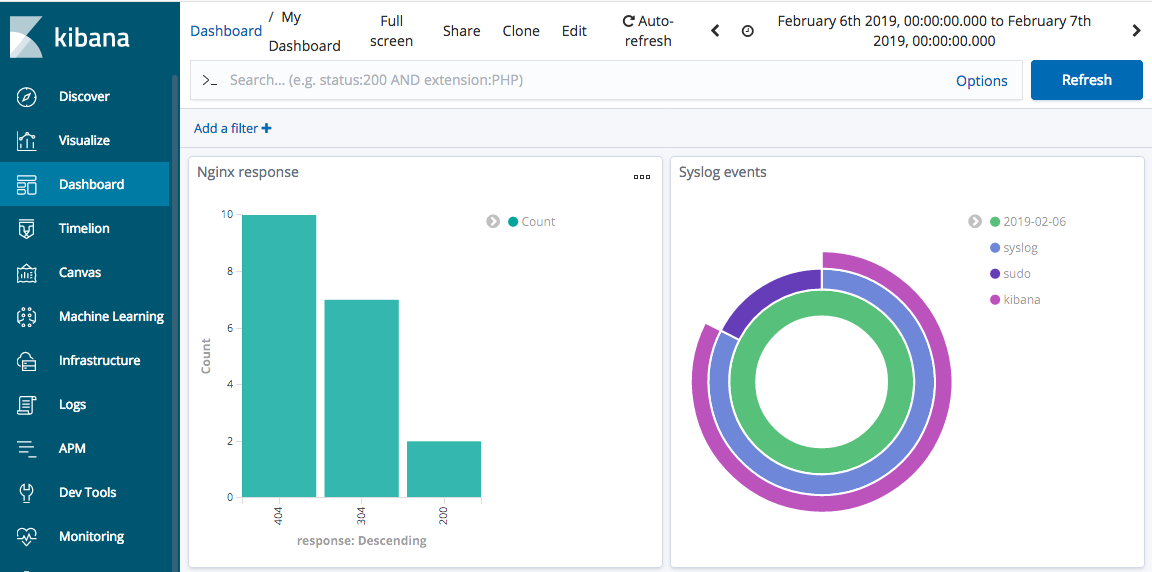 kibana
Discover
Visualize
Dashboard
Timelion
Canvas
Machine Learning
Infrastructure
Logs
APM
Dev Tools
Monitoring
Dashboard / My Dashboard
Full screen
Share
Clone
Edit
Auto-refresh
February 6th 2019, 00:00:00.000 to February 7th
2019, 00:00:00.000
>_ Search... (e.g. status:200 AND extension:PHP)
Options
Refresh
Add a filter +
Nginx response
Count
10
8
6
4
2
0
Count
404
304
200
response: Descending
Syslog events
2019-02-06
syslog
sudo
kibana